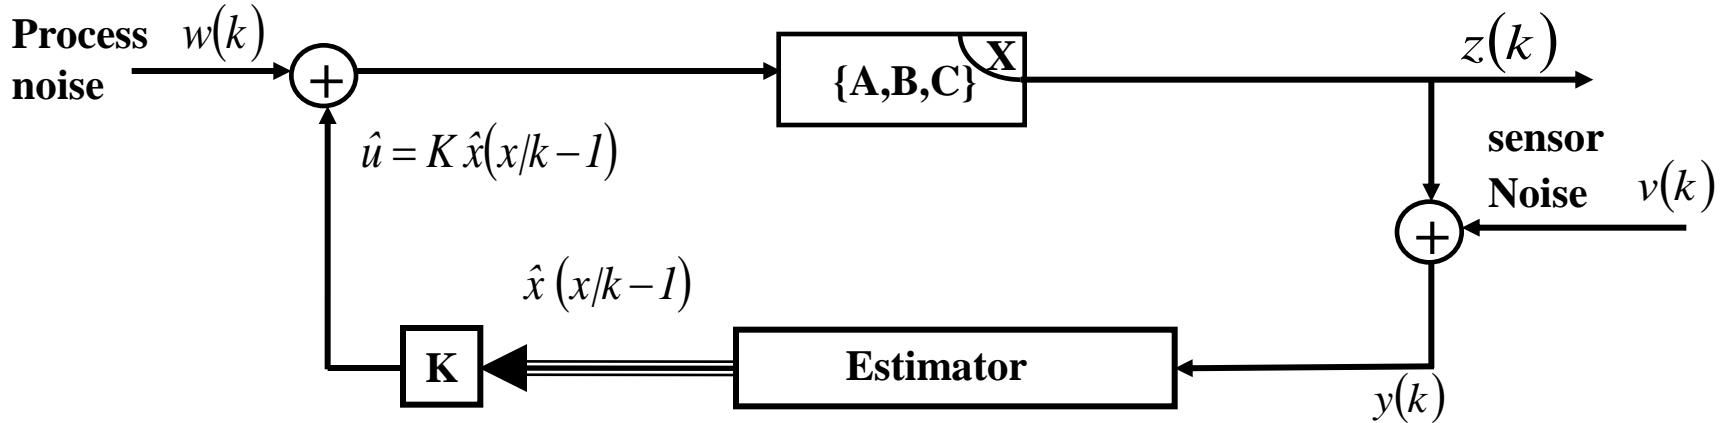 Process w(k)
noise
+
{A,B,C} X
z(k)
û = K x̂(x/k−1)
sensor
Noise v(k)
+
x̂ (x/k−1)
K
Estimator
y(k)